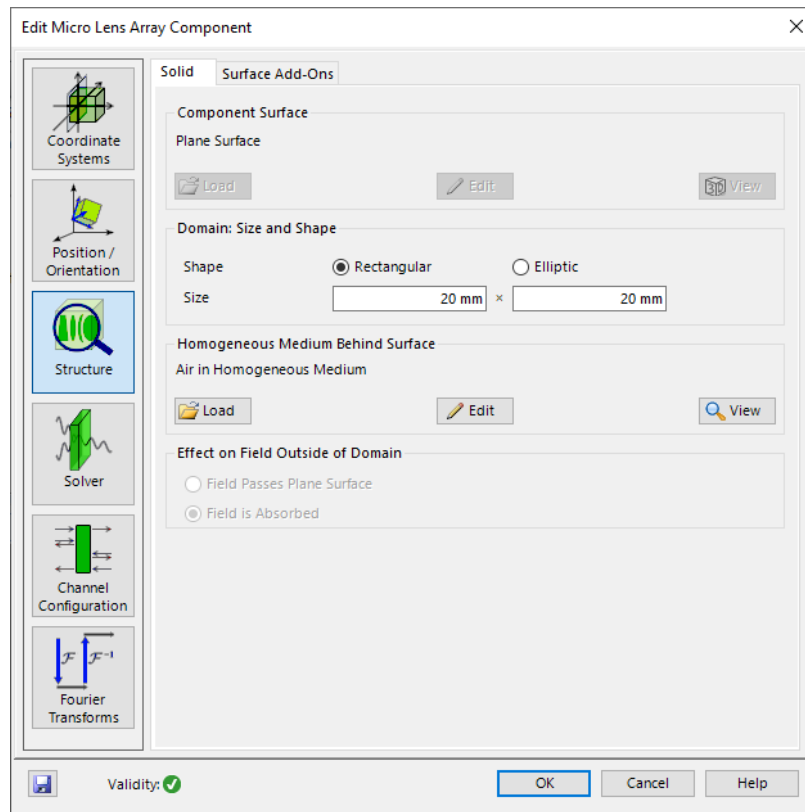 Edit Micro Lens Array Component
Coordinate
Systems
Position /
Orientation
Structure
Solver
Channel
Configuration
F F⁻¹
Fourier
Transforms
Solid
Surface Add-Ons
Component Surface
Plane Surface
Load
Edit
3D View
Domain: Size and Shape
Shape
Rectangular
Elliptic
Size
20 mm × 20 mm
Homogeneous Medium Behind Surface
Air in Homogeneous Medium
Load
Edit
View
Effect on Field Outside of Domain
Field Passes Plane Surface
Field is Absorbed
Validity:
OK
Cancel
Help